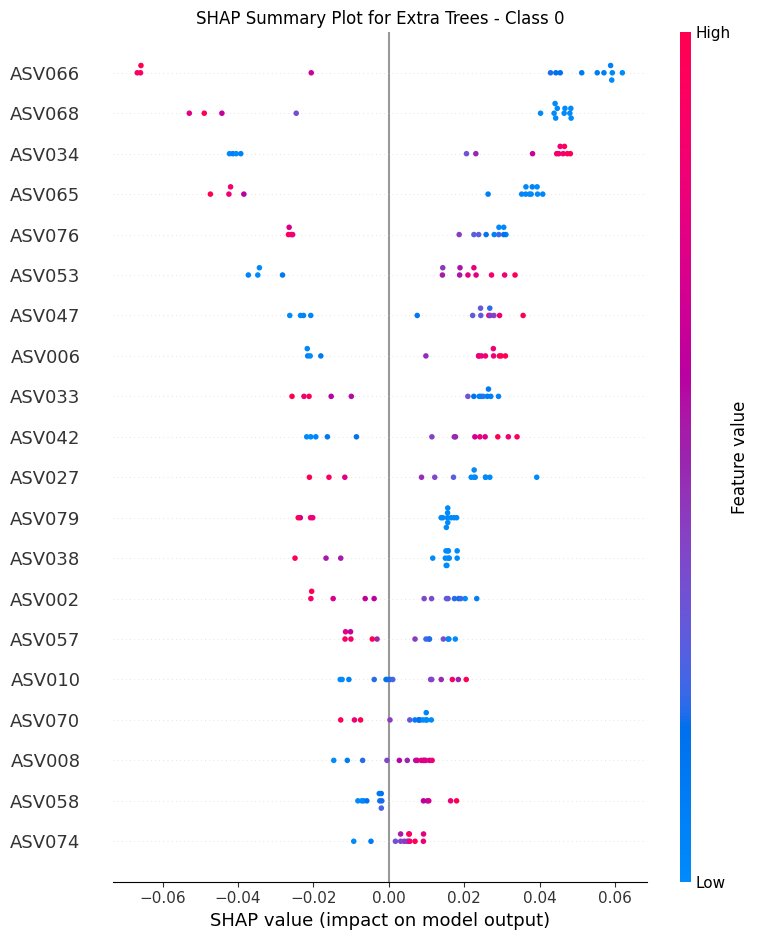 SHAP Summary Plot for Extra Trees - Class 0
High
ASV066
ASV068
ASV034
ASV065
ASV076
ASV053
ASV047
ASV006
ASV033
ASV042
ASV027
ASV079
ASV038
ASV002
ASV057
ASV010
ASV070
ASV008
ASV058
ASV074
Feature value
Low
−0.06 −0.04 −0.02 0.00 0.02 0.04 0.06
SHAP value (impact on model output)